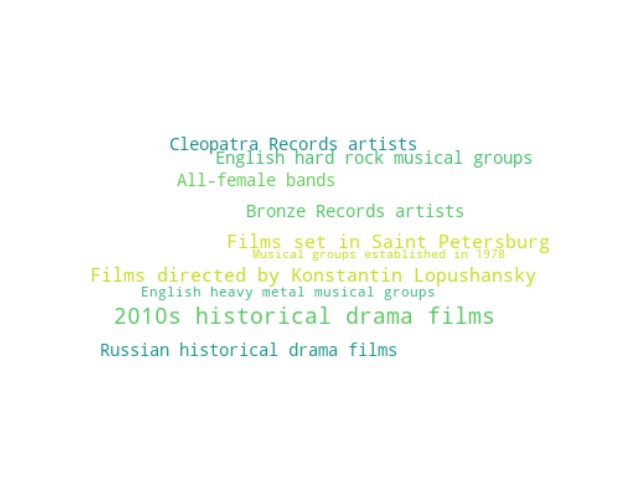 Cleopatra Records artists
English hard rock musical groups
All-female bands
Bronze Records artists
Films set in Saint Petersburg
Musical groups established in 1978
Films directed by Konstantin Lopushansky
English heavy metal musical groups
2010s historical drama films
Russian historical drama films